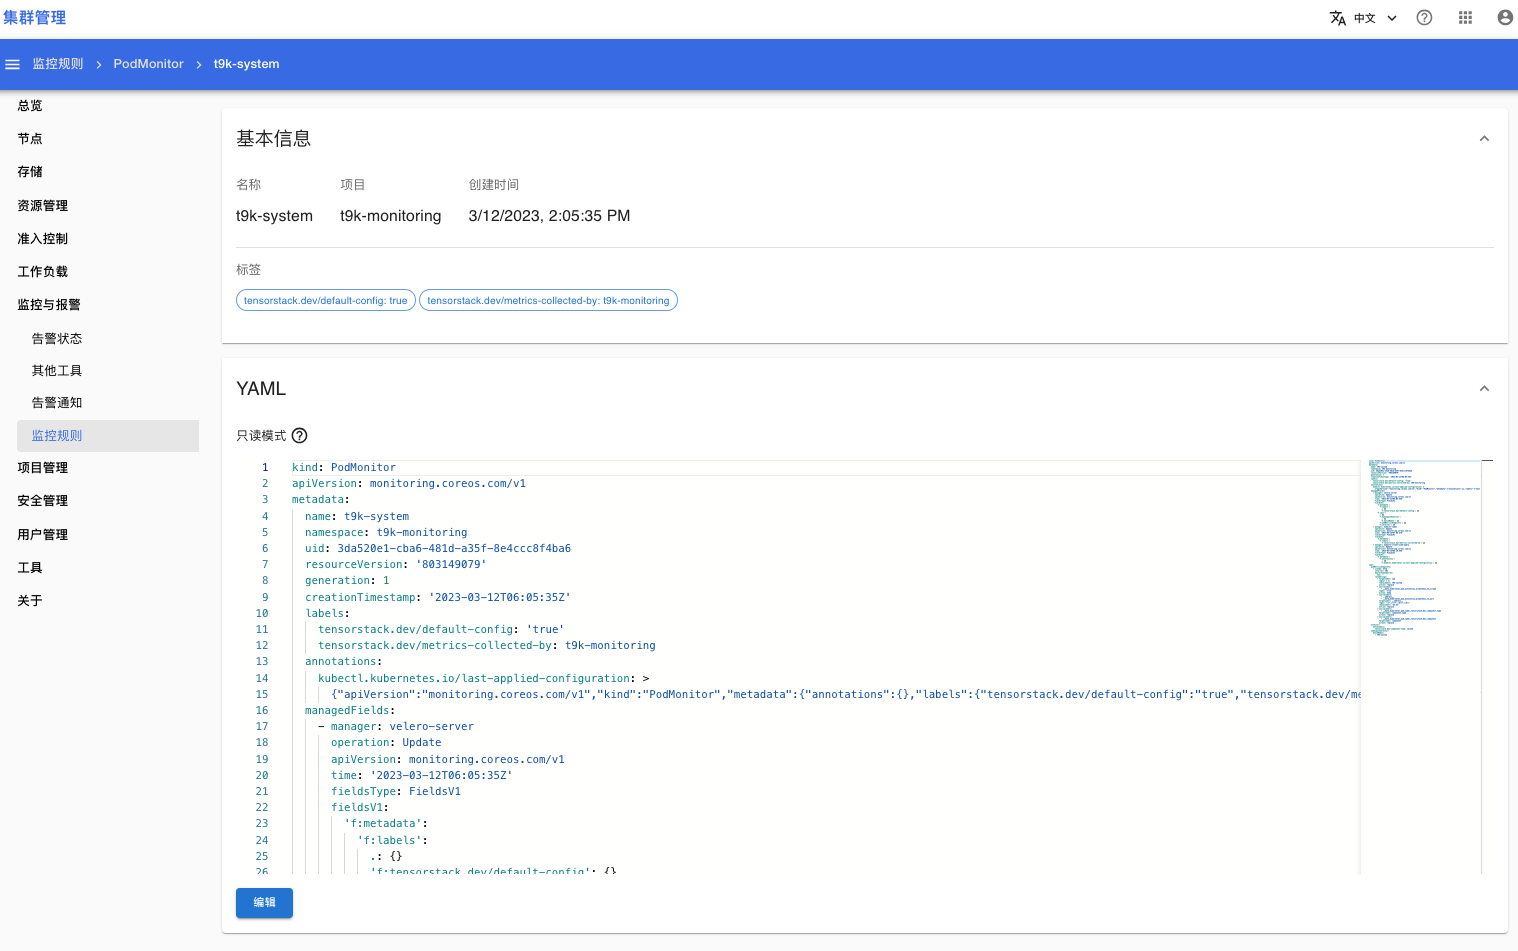 集群管理
中文
监控规则 > PodMonitor > t9k-system
总览
节点
存储
资源管理
准入控制
工作负载
监控与报警
告警状态
其他工具
告警通知
监控规则
项目管理
安全管理
用户管理
工具
关于
基本信息
名称 项目 创建时间
t9k-system t9k-monitoring 3/12/2023, 2:05:35 PM
标签
tensorstack.dev/default-config: true tensorstack.dev/metrics-collected-by: t9k-monitoring
YAML
只读模式
1 kind: PodMonitor
2 apiVersion: monitoring.coreos.com/v1
3 metadata:
4 name: t9k-system
5 namespace: t9k-monitoring
6 uid: 3da520e1-cba6-481d-a35f-8e4ccc8f4ba6
7 resourceVersion: '803149079'
8 generation: 1
9 creationTimestamp: '2023-03-12T06:05:35Z'
10 labels:
11 tensorstack.dev/default-config: 'true'
12 tensorstack.dev/metrics-collected-by: t9k-monitoring
13 annotations:
14 kubectl.kubernetes.io/last-applied-configuration: >
15 {"apiVersion":"monitoring.coreos.com/v1","kind":"PodMonitor","metadata":{"annotations":{},"labels":{"tensorstack.dev/default-config":"true","tensorstack.dev/me
16 managedFields:
17 - manager: velero-server
18 operation: Update
19 apiVersion: monitoring.coreos.com/v1
20 time: '2023-03-12T06:05:35Z'
21 fieldsType: FieldsV1
22 fieldsV1:
23 'f:metadata':
24 'f:labels':
25 .: {}
26 'f:tensorstack.dev/default-config': {}
编辑